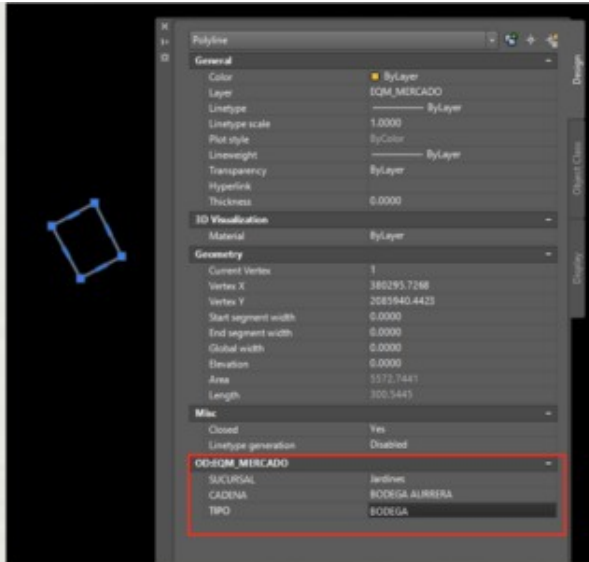 Polyline
General
Color ByLayer
Layer EQM_MERCADO
Linetype ByLayer
Linetype scale 1.0000
Plot style ByColor
Lineweight ByLayer
Transparency ByLayer
Hyperlink
Thickness 0.0000
3D Visualization
Material ByLayer
Geometry
Current Vertex 1
Vertex X 380295.7268
Vertex Y 2085940.4423
Start segment width 0.0000
End segment width 0.0000
Global width 0.0000
Elevation 0.0000
Area 5572.7441
Length 300.5445
Misc
Closed Yes
Linetype generation Disabled
OD:EQM_MERCADO
SUCURSAL Jardines
CADENA BODEGA AURRERA
TIPO BODEGA
Design
Object Class
Display